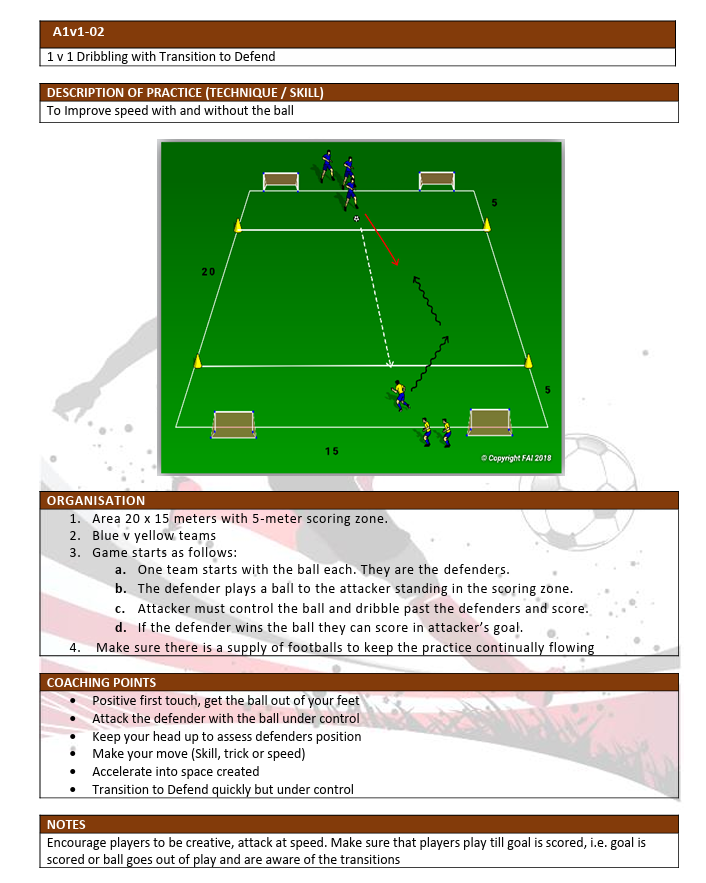 A1v1-02
1 v 1 Dribbling with Transition to Defend
DESCRIPTION OF PRACTICE (TECHNIQUE / SKILL)
To Improve speed with and without the ball
5
20
5
15
© Copyright FAI 2018
ORGANISATION
1. Area 20 x 15 meters with 5-meter scoring zone.
2. Blue v yellow teams
3. Game starts as follows:
a. One team starts with the ball each. They are the defenders.
b. The defender plays a ball to the attacker standing in the scoring zone.
c. Attacker must control the ball and dribble past the defenders and score.
d. If the defender wins the ball they can score in attacker’s goal.
4. Make sure there is a supply of footballs to keep the practice continually flowing
COACHING POINTS
• Positive first touch, get the ball out of your feet
• Attack the defender with the ball under control
• Keep your head up to assess defenders position
• Make your move (Skill, trick or speed)
• Accelerate into space created
• Transition to Defend quickly but under control
NOTES
Encourage players to be creative, attack at speed. Make sure that players play till goal is scored, i.e. goal is
scored or ball goes out of play and are aware of the transitions